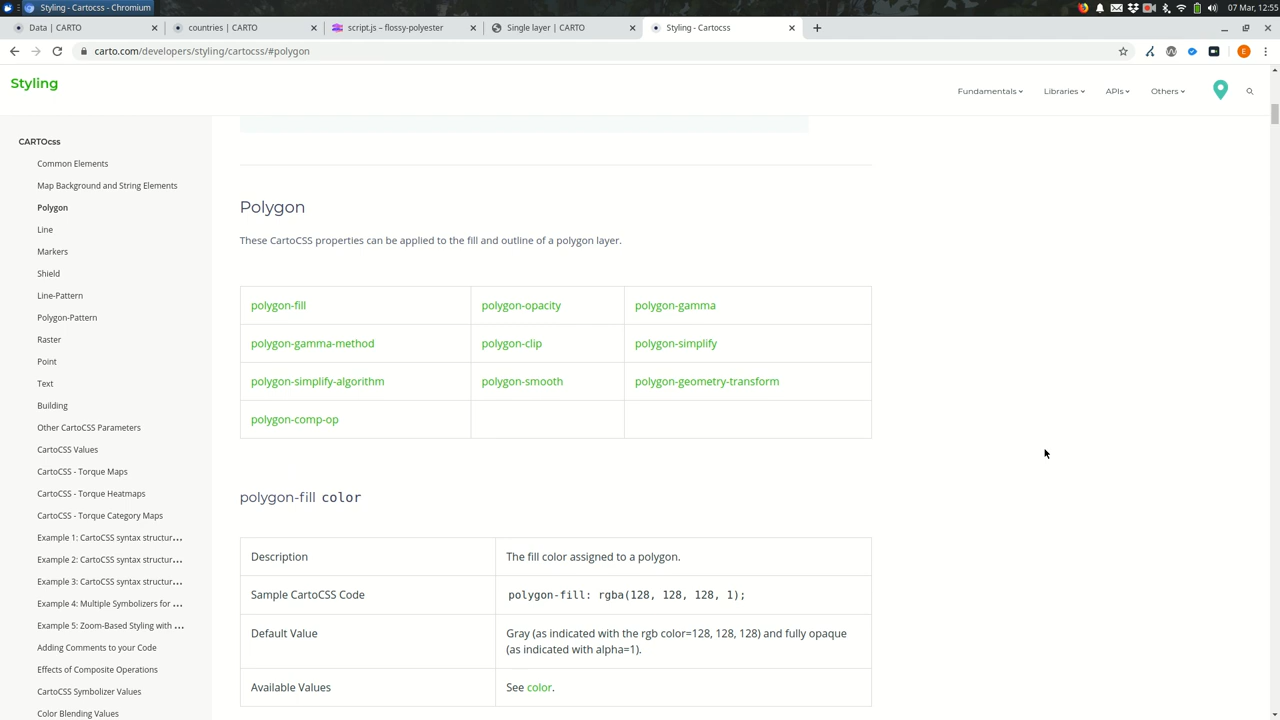 Styling - Cartocss - Chromium
07 Mar, 12:55
Data | CARTO
countries | CARTO
script.js – flossy-polyester
Single layer | CARTO
Styling - Cartocss
carto.com/developers/styling/cartocss/#polygon
E
Styling
Fundamentals
Libraries
APIs
Others
CARTOcss
Common Elements
Map Background and String Elements
Polygon
Line
Markers
Shield
Line-Pattern
Polygon-Pattern
Raster
Point
Text
Building
Other CartoCSS Parameters
CartoCSS Values
CartoCSS - Torque Maps
CartoCSS - Torque Heatmaps
CartoCSS - Torque Category Maps
Example 1: CartoCSS syntax structur...
Example 2: CartoCSS syntax structur...
Example 3: CartoCSS syntax structur...
Example 4: Multiple Symbolizers for ...
Example 5: Zoom-Based Styling with ...
Adding Comments to your Code
Effects of Composite Operations
CartoCSS Symbolizer Values
Color Blending Values
Polygon
These CartoCSS properties can be applied to the fill and outline of a polygon layer.
polygon-fill polygon-opacity polygon-gamma
polygon-gamma-method polygon-clip polygon-simplify
polygon-simplify-algorithm polygon-smooth polygon-geometry-transform
polygon-comp-op
polygon-fill color
Description The fill color assigned to a polygon.
Sample CartoCSS Code polygon-fill: rgba(128, 128, 128, 1);
Default Value Gray (as indicated with the rgb color=128, 128, 128) and fully opaque
(as indicated with alpha=1).
Available Values See color.